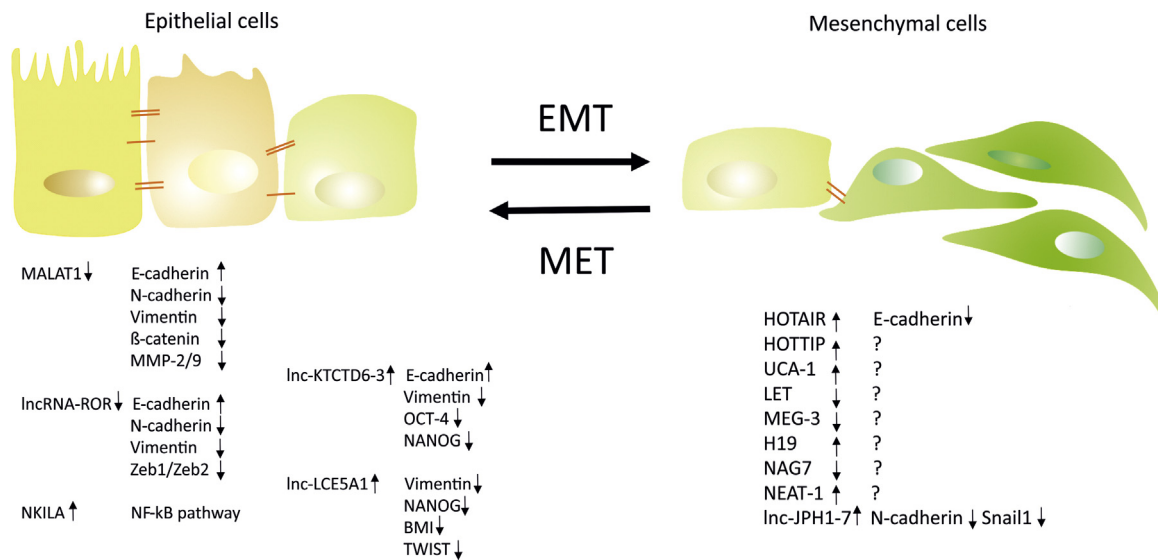 Epithelial cells
Mesenchymal cells
EMT
MET
MALAT1↓ E-cadherin ↑
N-cadherin ↓
Vimentin ↓
ß-catenin ↓
MMP-2/9 ↓
lncRNA-ROR↓ E-cadherin ↑
N-cadherin ↓
Vimentin ↓
Zeb1/Zeb2 ↓
NKILA ↑ NF-kB pathway
lnc-KTCTD6-3↑ E-cadherin↑
Vimentin ↓
OCT-4 ↓
NANOG ↓
lnc-LCE5A1 ↑ Vimentin ↓
NANOG↓
BMI ↓
TWIST ↓
HOTAIR ↑ E-cadherin↓
HOTTIP ↑ ?
UCA-1 ↑ ?
LET ↓ ?
MEG-3 ↓ ?
H19 ↑ ?
NAG7 ↓ ?
NEAT-1 ↑ ?
lnc-JPH1-7↑ N-cadherin ↓ Snail1 ↓